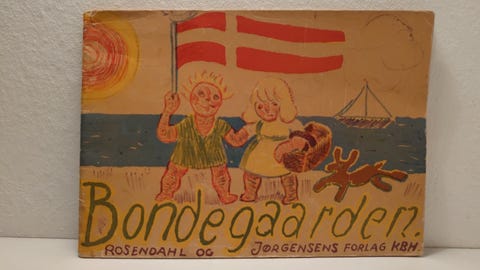 Bondegaarden.
ROSENDAHL OG JØRGENSENS FORLAG KBH.